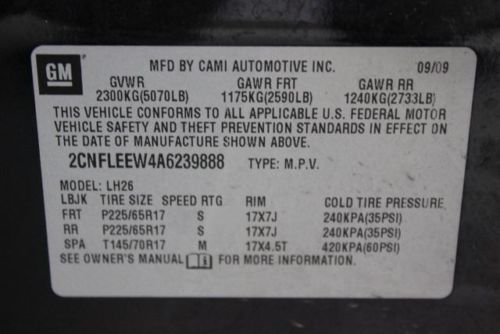 GM
MFD BY CAMI AUTOMOTIVE INC. 09/09
GVWR GAWR FRT GAWR RR
2300KG(5070LB) 1175KG(2590LB) 1240KG(2733LB)
THIS VEHICLE CONFORMS TO ALL APPLICABLE U.S. FEDERAL MOTOR
VEHICLE SAFETY AND THEFT PREVENTION STANDARDS IN EFFECT ON
THE DATE OF MANUFACTURE SHOWN ABOVE.
2CNFLEEW4A6239888 TYPE: M.P.V.
MODEL: LH26
LBJK TIRE SIZE SPEED RTG RIM COLD TIRE PRESSURE
FRT P225/65R17 S 17X7J 240KPA(35PSI)
RR P225/65R17 S 17X7J 240KPA(35PSI)
SPA T145/70R17 M 17X4.5T 420KPA(60PSI)
SEE OWNER'S MANUAL FOR MORE INFORMATION.